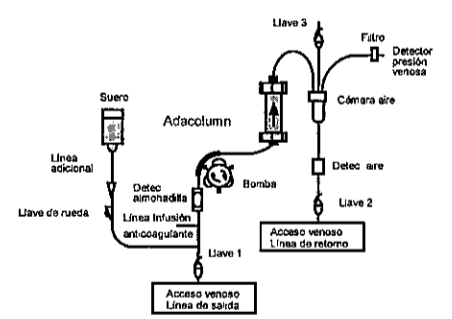 Llave 3
Filtro
Detector
presión
venosa
Suero
Cámara aire
Adacolumn
Línea
adicional
Detec aire
Bomba
Detec
almohadilla
Llave de rueda
Línea Infusión
anticoagulante
Llave 2
Acceso venoso
Línea de retorno
Llave 1
Acceso venoso
Línea de salida